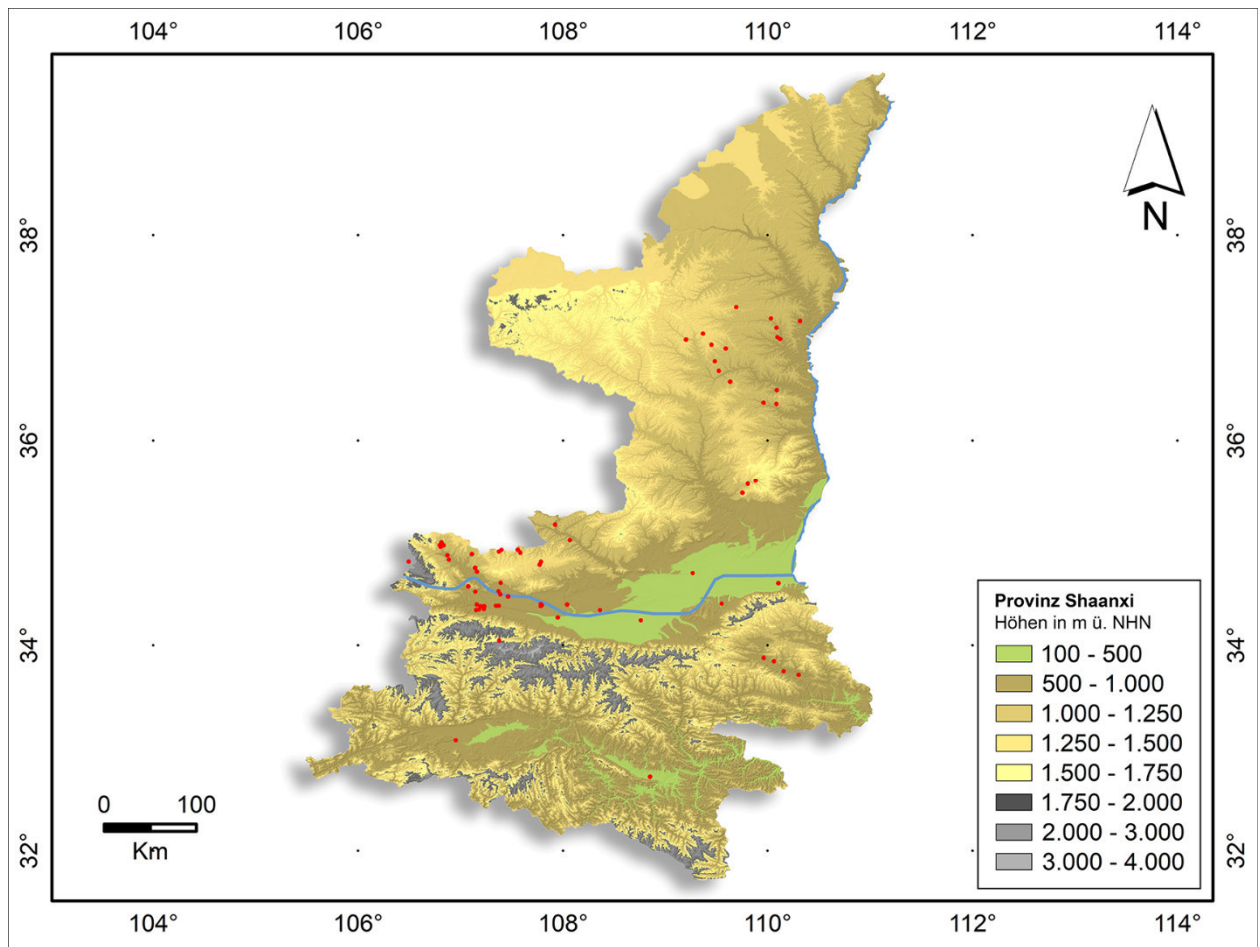 104° 106° 108° 110° 112° 114°
38° 38°
36° 36°
34° 34°
32° 32°
N
Provinz Shaanxi
Höhen in m ü. NHN
100 - 500
500 - 1.000
1.000 - 1.250
1.250 - 1.500
1.500 - 1.750
1.750 - 2.000
2.000 - 3.000
3.000 - 4.000
0 100
Km
104° 106° 108° 110° 112° 114°